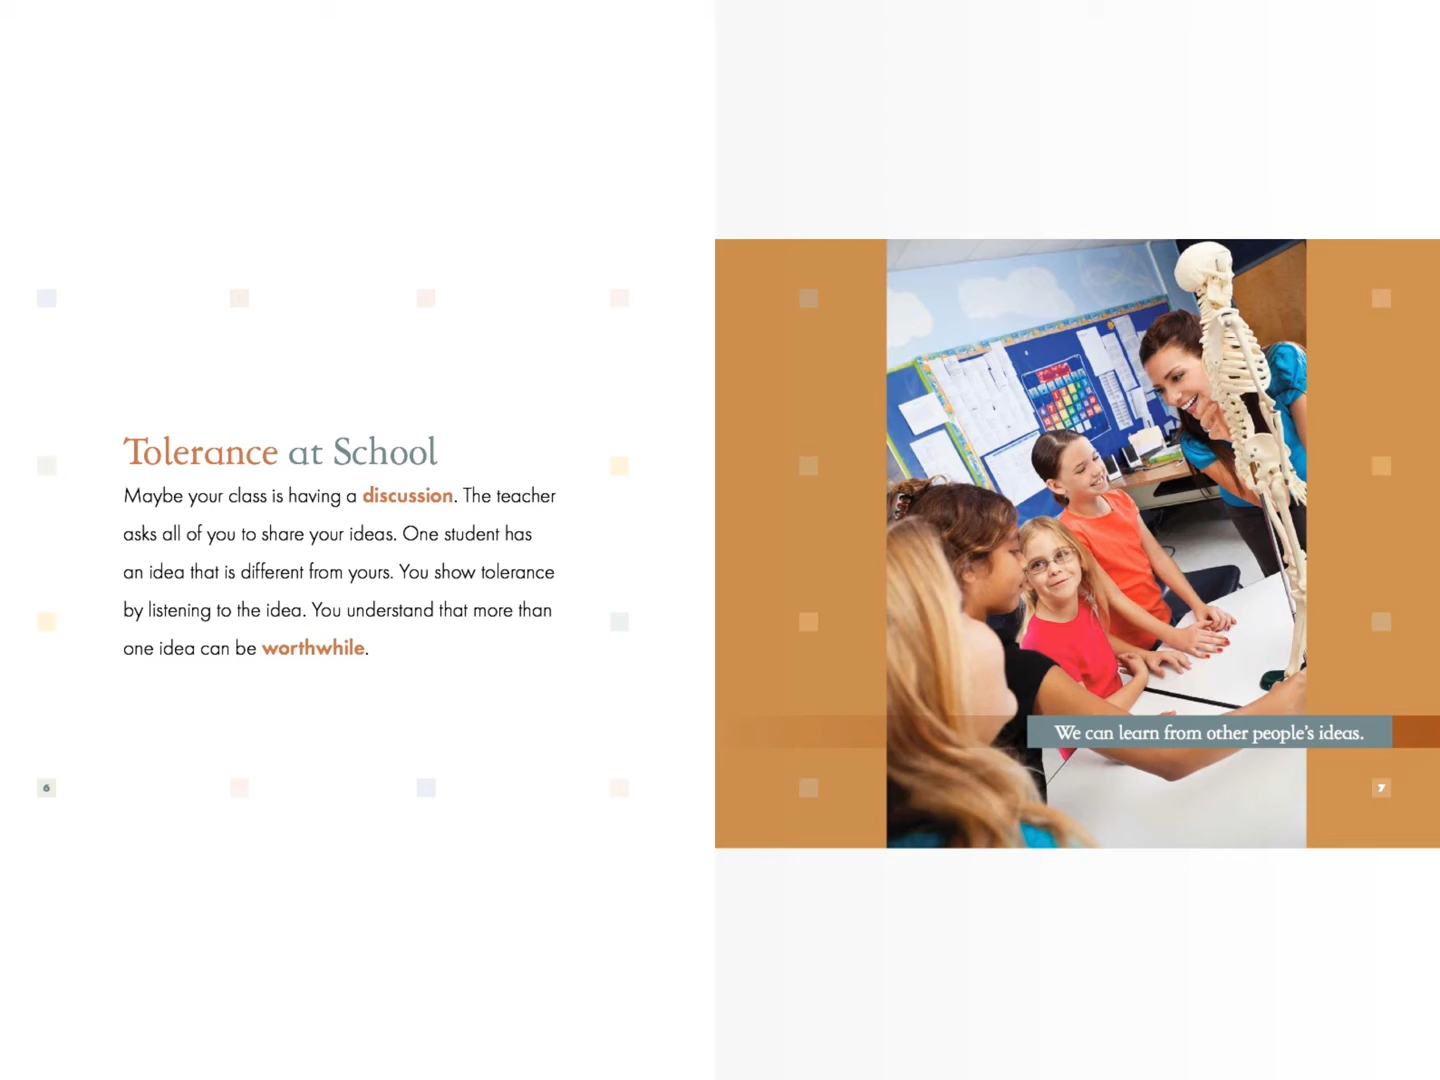 Tolerance at School
Maybe your class is having a discussion. The teacher
asks all of you to share your ideas. One student has
an idea that is different from yours. You show tolerance
by listening to the idea. You understand that more than
one idea can be worthwhile.
6
We can learn from other people's ideas.
7